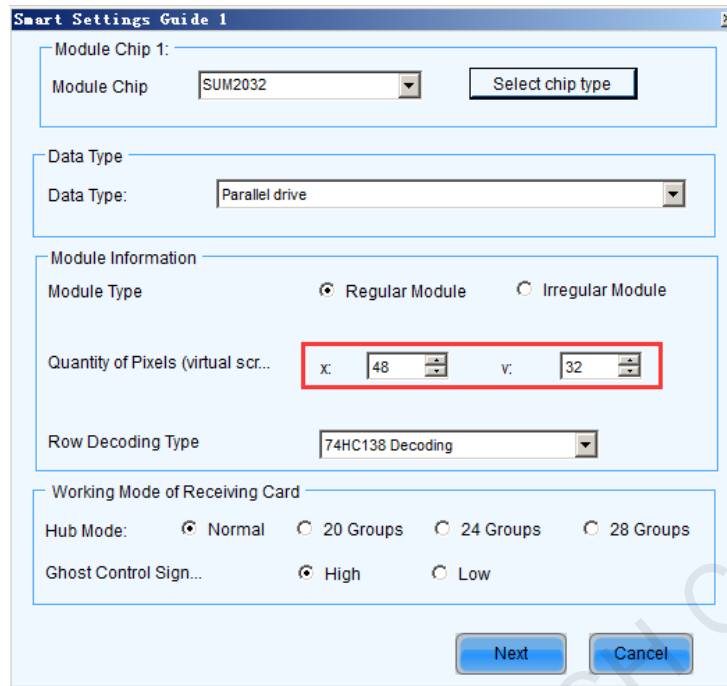 Smart Settings Guide 1
Module Chip 1:
Module Chip SUM2032 Select chip type
Data Type
Data Type: Parallel drive
Module Information
Module Type Regular Module Irregular Module
Quantity of Pixels (virtual scr... x: 48 v: 32
Row Decoding Type 74HC138 Decoding
Working Mode of Receiving Card
Hub Mode: Normal 20 Groups 24 Groups 28 Groups
Ghost Control Sign... High Low
Next Cancel